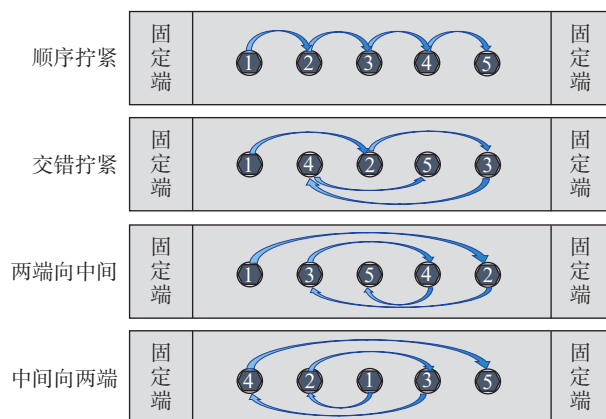 顺序拧紧
固定端
1 2 3 4 5
固定端
交错拧紧
固定端
1 4 2 5 3
固定端
两端向中间
固定端
1 3 5 4 2
固定端
中间向两端
固定端
4 2 1 3 5
固定端